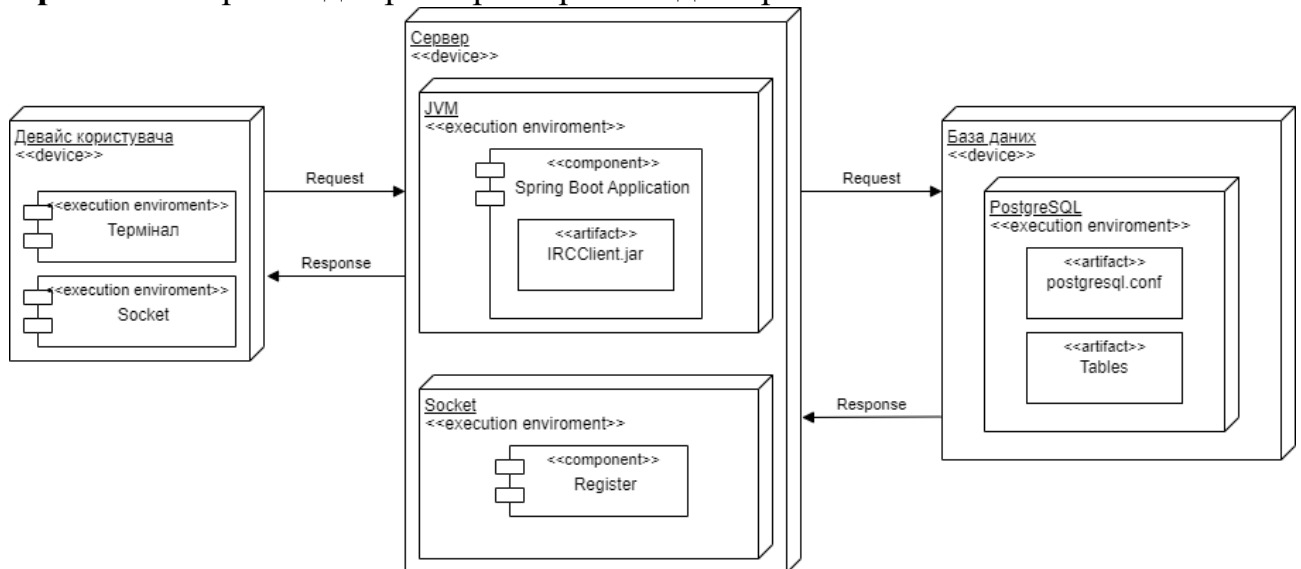 Девайс користувача
<<device>>
<<execution enviroment>>
Термінал
<<execution enviroment>>
Socket
Request
Response
Сервер
<<device>>
JVM
<<execution enviroment>>
<<component>>
Spring Boot Application
<<artifact>>
IRCClient.jar
Socket
<<execution enviroment>>
<<component>>
Register
Request
Response
База даних
<<device>>
PostgreSQL
<<execution enviroment>>
<<artifact>>
postgresql.conf
<<artifact>>
Tables